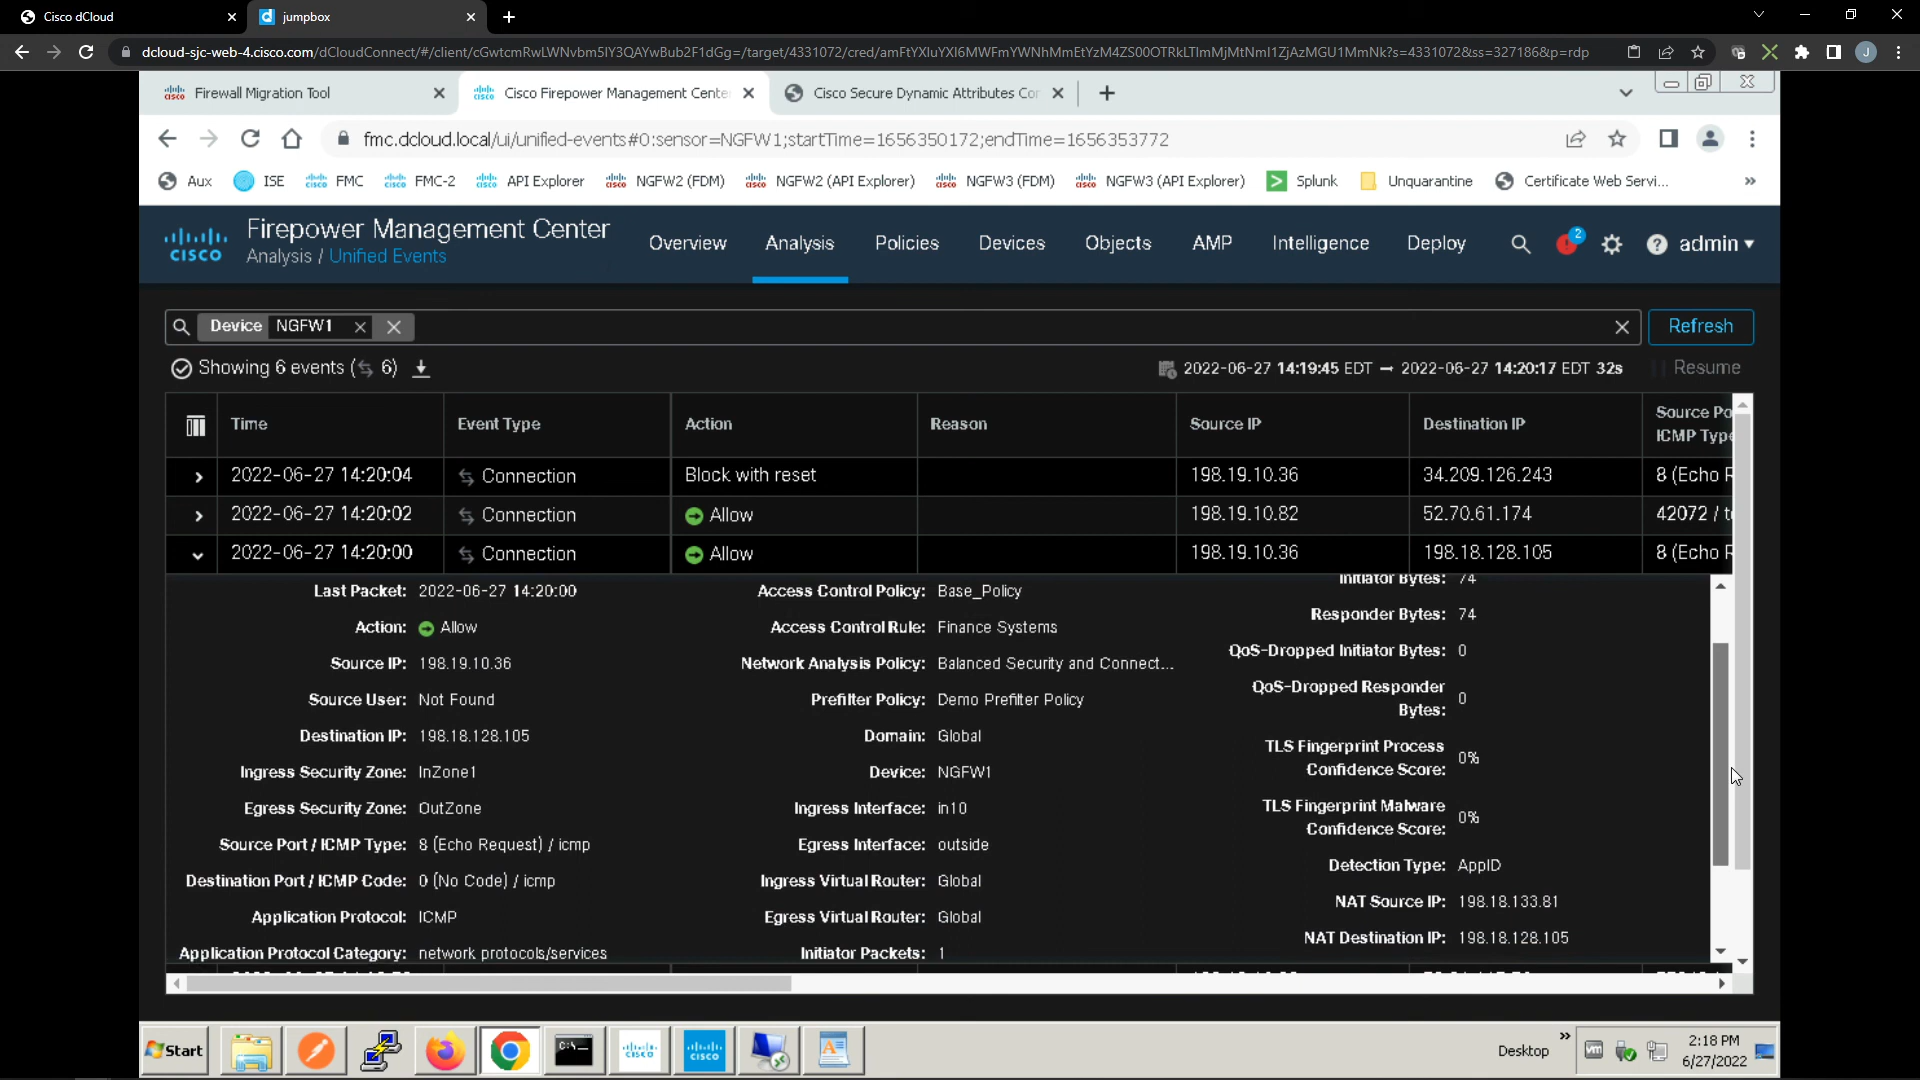 Cisco dCloud
jumpbox
dcloud-sjc-web-4.cisco.com/dCloudConnect/#/client/
Firewall Migration Tool
Cisco Firepower Management Cente
Cisco Secure Dynamic Attributes Cor
fmc.dcloud.local/ui/unified-events#0:sensor=NGFW1;startTime=1656350172;endTime=1656353772
Aux ISE FMC FMC-2 API Explorer NGFW2 (FDM) NGFW2 (API Explorer) NGFW3 (FDM) NGFW3 (API Explorer) Splunk Unquarantine Certificate Web Servi... »
cisco
Firepower Management Center
Analysis / Unified Events
Overview Analysis Policies Devices Objects AMP Intelligence Deploy 2 admin
Device NGFW1
Refresh
Showing 6 events ( 6)
2022-06-27 14:19:45 EDT → 2022-06-27 14:20:17 EDT 32s
Resume
Time Event Type Action Reason Source IP Destination IP Source Po
ICMP Type
2022-06-27 14:20:04 Connection Block with reset 198.19.10.36 34.209.126.243 8 (Echo R
2022-06-27 14:20:02 Connection Allow 198.19.10.82 52.70.61.174 42072 /
2022-06-27 14:20:00 Connection Allow 198.19.10.36 198.18.128.105 8 (Echo R
Last Packet: 2022-06-27 14:20:00
Action: Allow
Source IP: 198.19.10.36
Source User: Not Found
Destination IP: 198.18.128.105
Ingress Security Zone: InZone1
Egress Security Zone: OutZone
Source Port / ICMP Type: 8 (Echo Request) / icmp
Destination Port / ICMP Code: 0 (No Code) / icmp
Application Protocol: ICMP
Application Protocol Category: network protocols/services
Access Control Policy: Base_Policy
Access Control Rule: Finance Systems
Network Analysis Policy: Balanced Security and Connect...
Prefilter Policy: Demo Prefilter Policy
Domain: Global
Device: NGFW1
Ingress Interface: in10
Egress Interface: outside
Ingress Virtual Router: Global
Egress Virtual Router: Global
Initiator Packets: 1
Initiator Bytes: 74
Responder Bytes: 74
QoS-Dropped Initiator Bytes: 0
QoS-Dropped Responder
Bytes: 0
TLS Fingerprint Process
Confidence Score: 0%
TLS Fingerprint Malware
Confidence Score: 0%
Detection Type: AppID
NAT Source IP: 198.18.133.81
NAT Destination IP: 198.18.128.105
Start
Desktop »
2:18 PM
6/27/2022